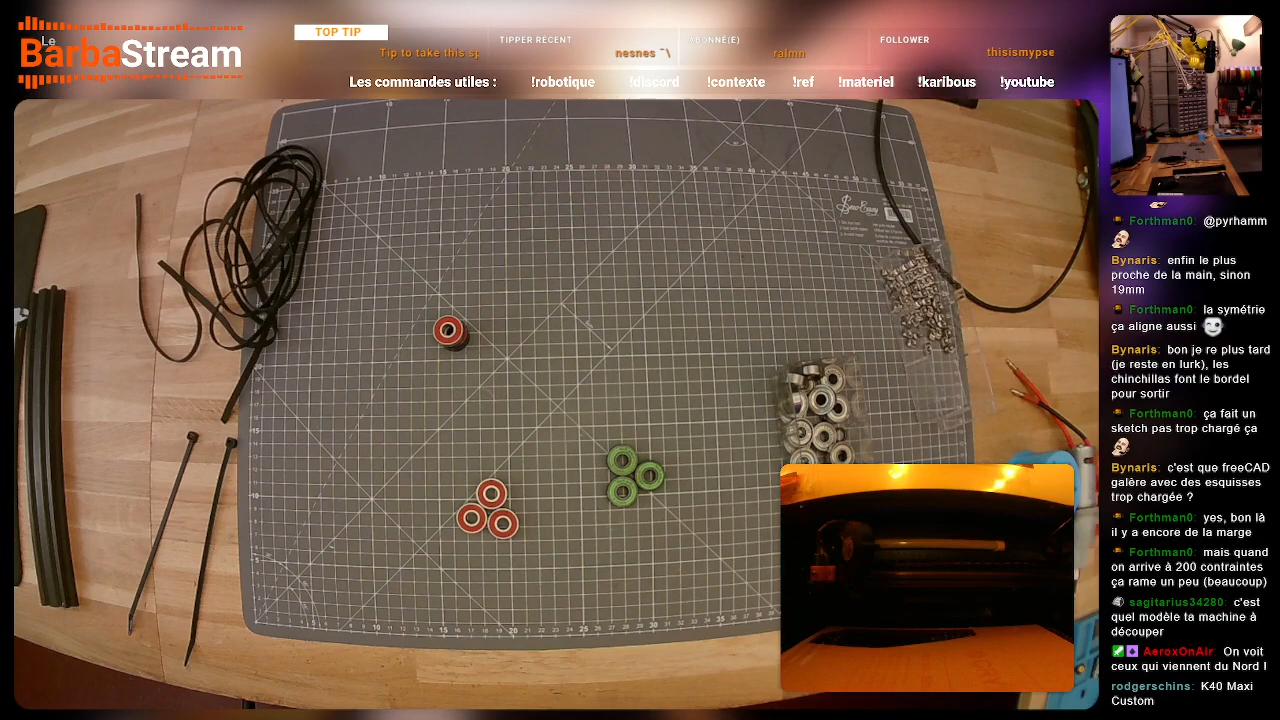 Le
BarbaStream
TOP TIP
TIPPER RÉCENT
ABONNÉ(E)
FOLLOWER
Tip to take this sp
nesnes ¯\
raimn
thisismypse
Les commandes utiles :
!robotique
!discord
!contexte
!ref
!materiel
!karibous
!youtube
Forthman0: @pyrhamm
Bynaris: enfin le plus
proche de la main, sinon
19mm
Forthman0: la symétrie
ça aligne aussi
Bynaris: bon je re plus tard
(je reste en lurk), les
chinchillas font le bordel
pour sortir
Forthman0: ça fait un
sketch pas trop chargé ça
Bynaris: c'est que freeCAD
galère avec des esquisses
trop chargée ?
Forthman0: yes, bon là
il y a encore de la marge
Forthman0: mais quand
on arrive à 200 contraintes
ça rame un peu (beaucoup)
sagitarius34280: c'est
quel modèle ta machine à
découper
AeroxOnAir: On voit
ceux qui viennent du Nord !
rodgerschins: K40 Maxi
Custom